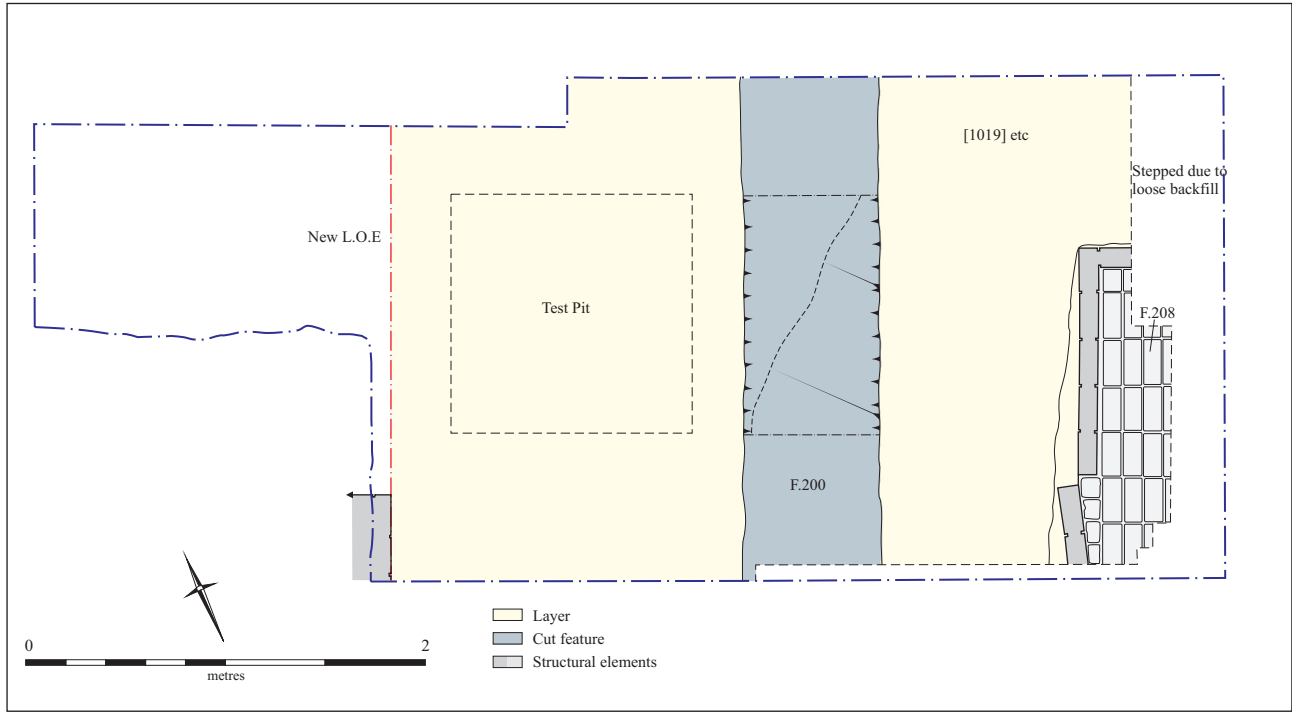 [1019] etc
Stepped due to
loose backfill
New L.O.E
Test Pit
F.208
F.200
Layer
Cut feature
Structural elements
0
2
metres